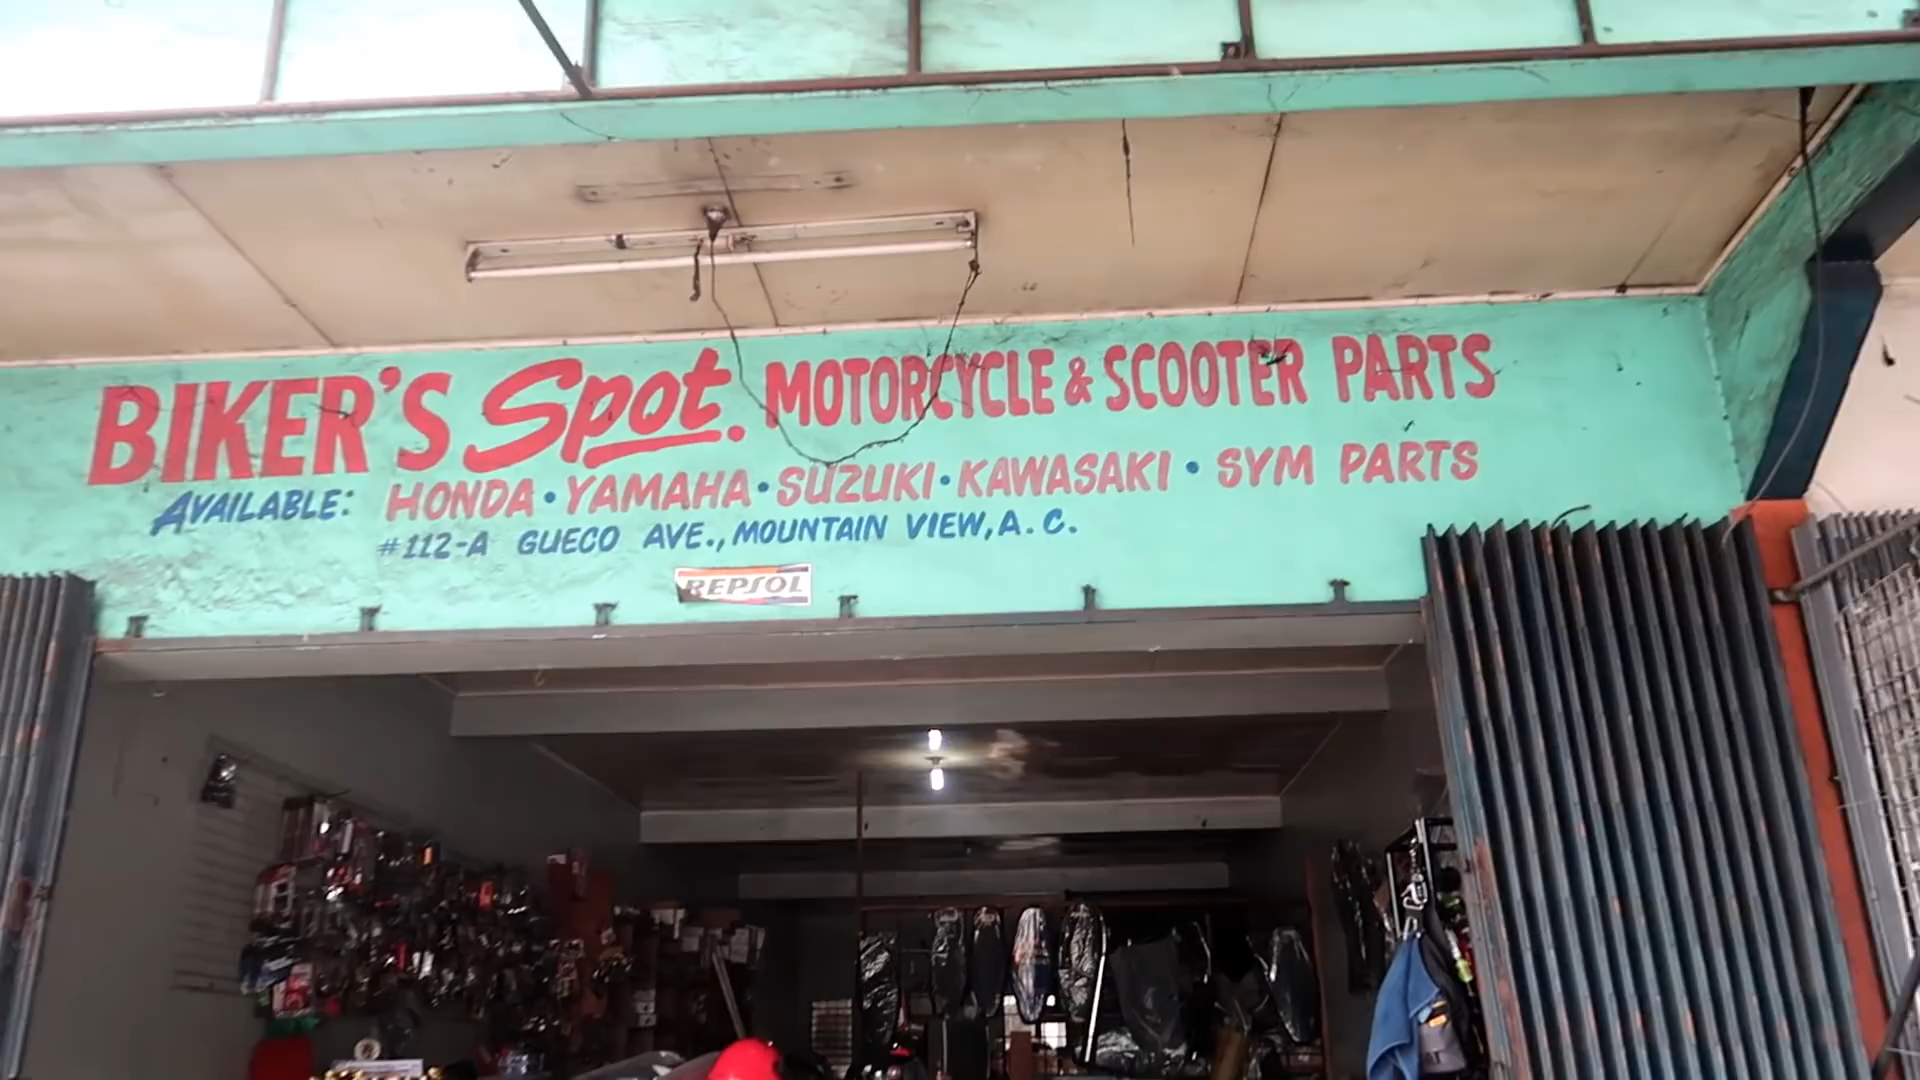 BIKER'S Spot. MOTORCYCLE & SCOOTER PARTS
AVAILABLE: HONDA • YAMAHA • SUZUKI • KAWASAKI • SYM PARTS
#112-A GUECO AVE., MOUNTAIN VIEW, A.C.
REPSOL